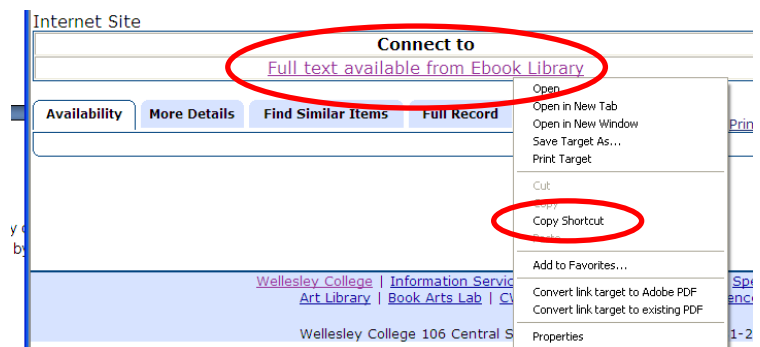 Internet Site
Connect to
Full text available from Ebook Library
Availability
More Details
Find Similar Items
Full Record
Open
Open in New Tab
Open in New Window
Save Target As...
Print Target
Cut
Copy
Copy Shortcut
Paste
Add to Favorites...
Convert link target to Adobe PDF
Convert link target to existing PDF
Properties
Wellesley College | Information
Art Library | Book Arts Lab |
Wellesley College 106 Central